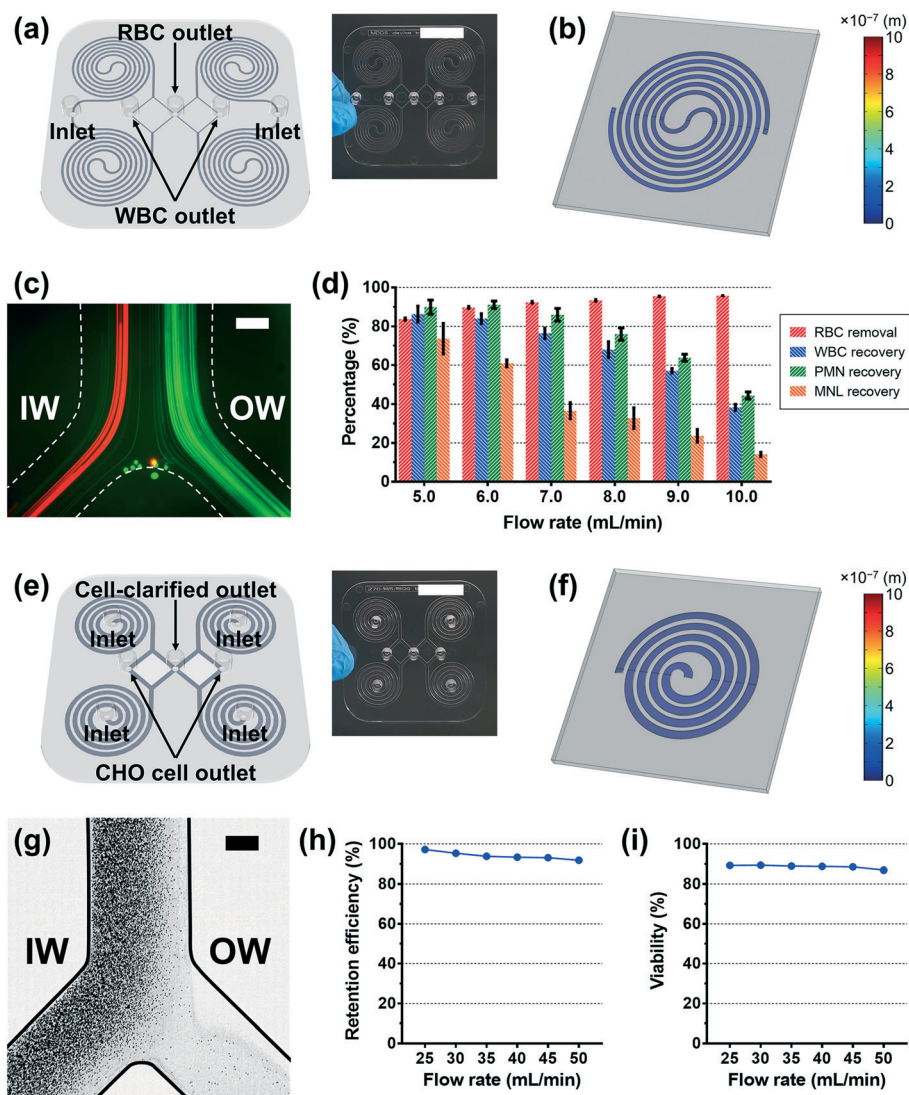 (a)
RBC outlet
Inlet
Inlet
WBC outlet
(b)
×10⁻⁷ (m)
10
8
6
4
2
0
(c)
IW
OW
(d)
100
80
60
40
20
0
Percentage (%)
5.0 6.0 7.0 8.0 9.0 10.0
Flow rate (mL/min)
RBC removal
WBC recovery
PMN recovery
MNL recovery
(e)
Cell-clarified outlet
Inlet
Inlet
Inlet
Inlet
CHO cell outlet
(f)
×10⁻⁷ (m)
10
8
6
4
2
0
(g)
IW
OW
(h)
100
80
60
40
20
0
Retention efficiency (%)
25 30 35 40 45 50
Flow rate (mL/min)
(i)
100
80
60
40
20
0
Viability (%)
25 30 35 40 45 50
Flow rate (mL/min)